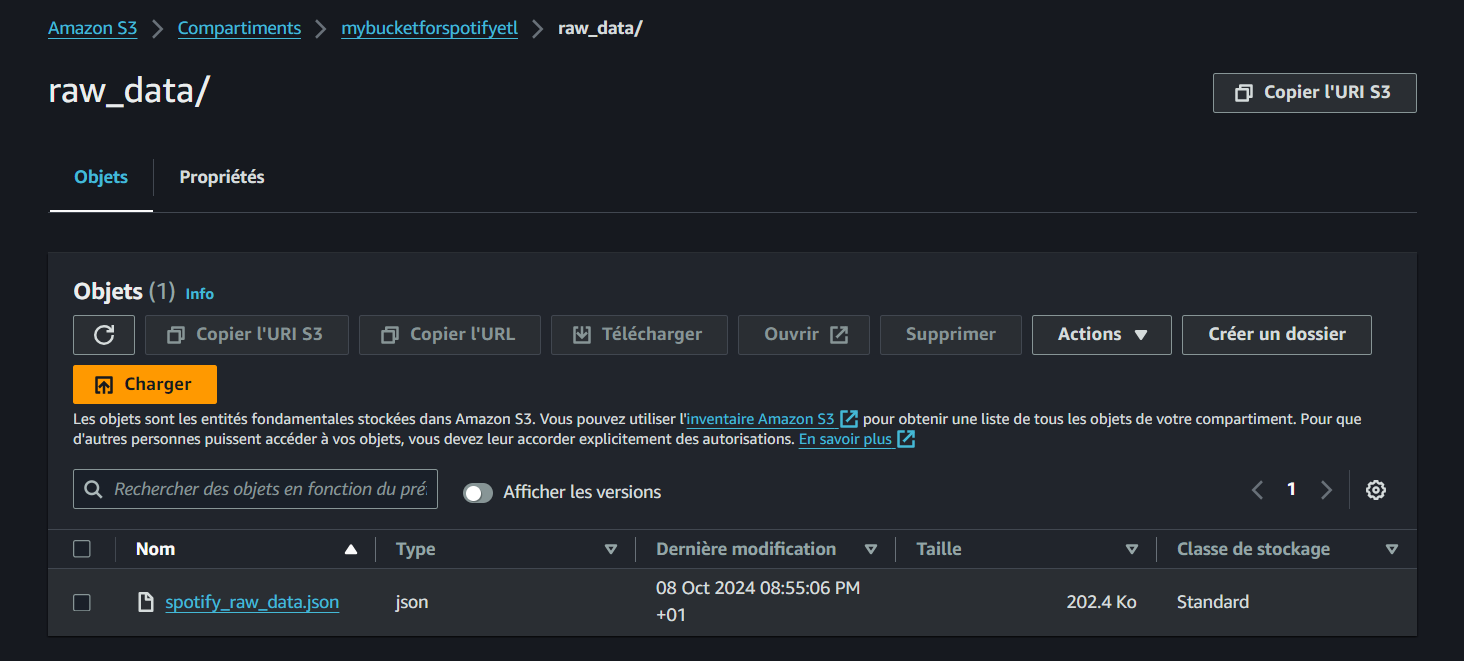 Amazon S3 > Compartiments > mybucketforspotifyetl > raw_data/
raw_data/
Copier l'URI S3
Objets
Propriétés
Objets (1) Info
Copier l'URI S3
Copier l'URL
Télécharger
Ouvrir
Supprimer
Actions
Créer un dossier
Charger
Les objets sont les entités fondamentales stockées dans Amazon S3. Vous pouvez utiliser l'inventaire Amazon S3 pour obtenir une liste de tous les objets de votre compartiment. Pour que
d'autres personnes puissent accéder à vos objets, vous devez leur accorder explicitement des autorisations. En savoir plus
Rechercher des objets en fonction du pré
Afficher les versions
1
Nom Type Dernière modification Taille Classe de stockage
spotify_raw_data.json json 08 Oct 2024 08:55:06 PM 202.4 Ko Standard
+01